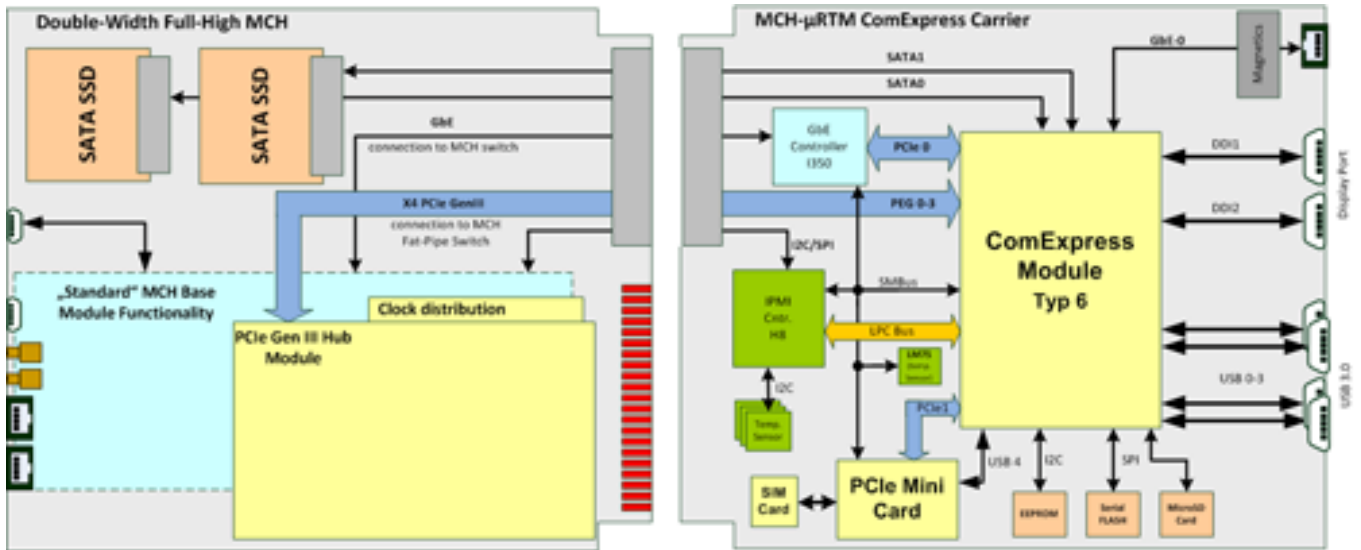 Double-Width Full-High MCH
SATA SSD
SATA SSD
GbE
connection to MCH switch
X4 PCIe GenIII
connection to MCH
Fat-Pipe Switch
„Standard" MCH Base
Module Functionality
Clock distribution
PCIe Gen III Hub
Module
MCH-µRTM ComExpress Carrier
SATA1
SATA0
GbE-0
Magnetics
GbE
Controller
I350
PCIe 0
PEG 0-3
DDI1
DDI2
Display Port
ComExpress
Module
Typ 6
I2C/SPI
IPMI
Cntr.
H8
SMBus
LPC Bus
LM75
Temp.
Sensor
I2C
Temp.
Sensor
PCIe1
USB 0-3
USB 3.0
USB 4
I2C
SPI
SIM
Card
PCIe Mini
Card
EEPROM
Serial
FLASH
MicroSD
Card